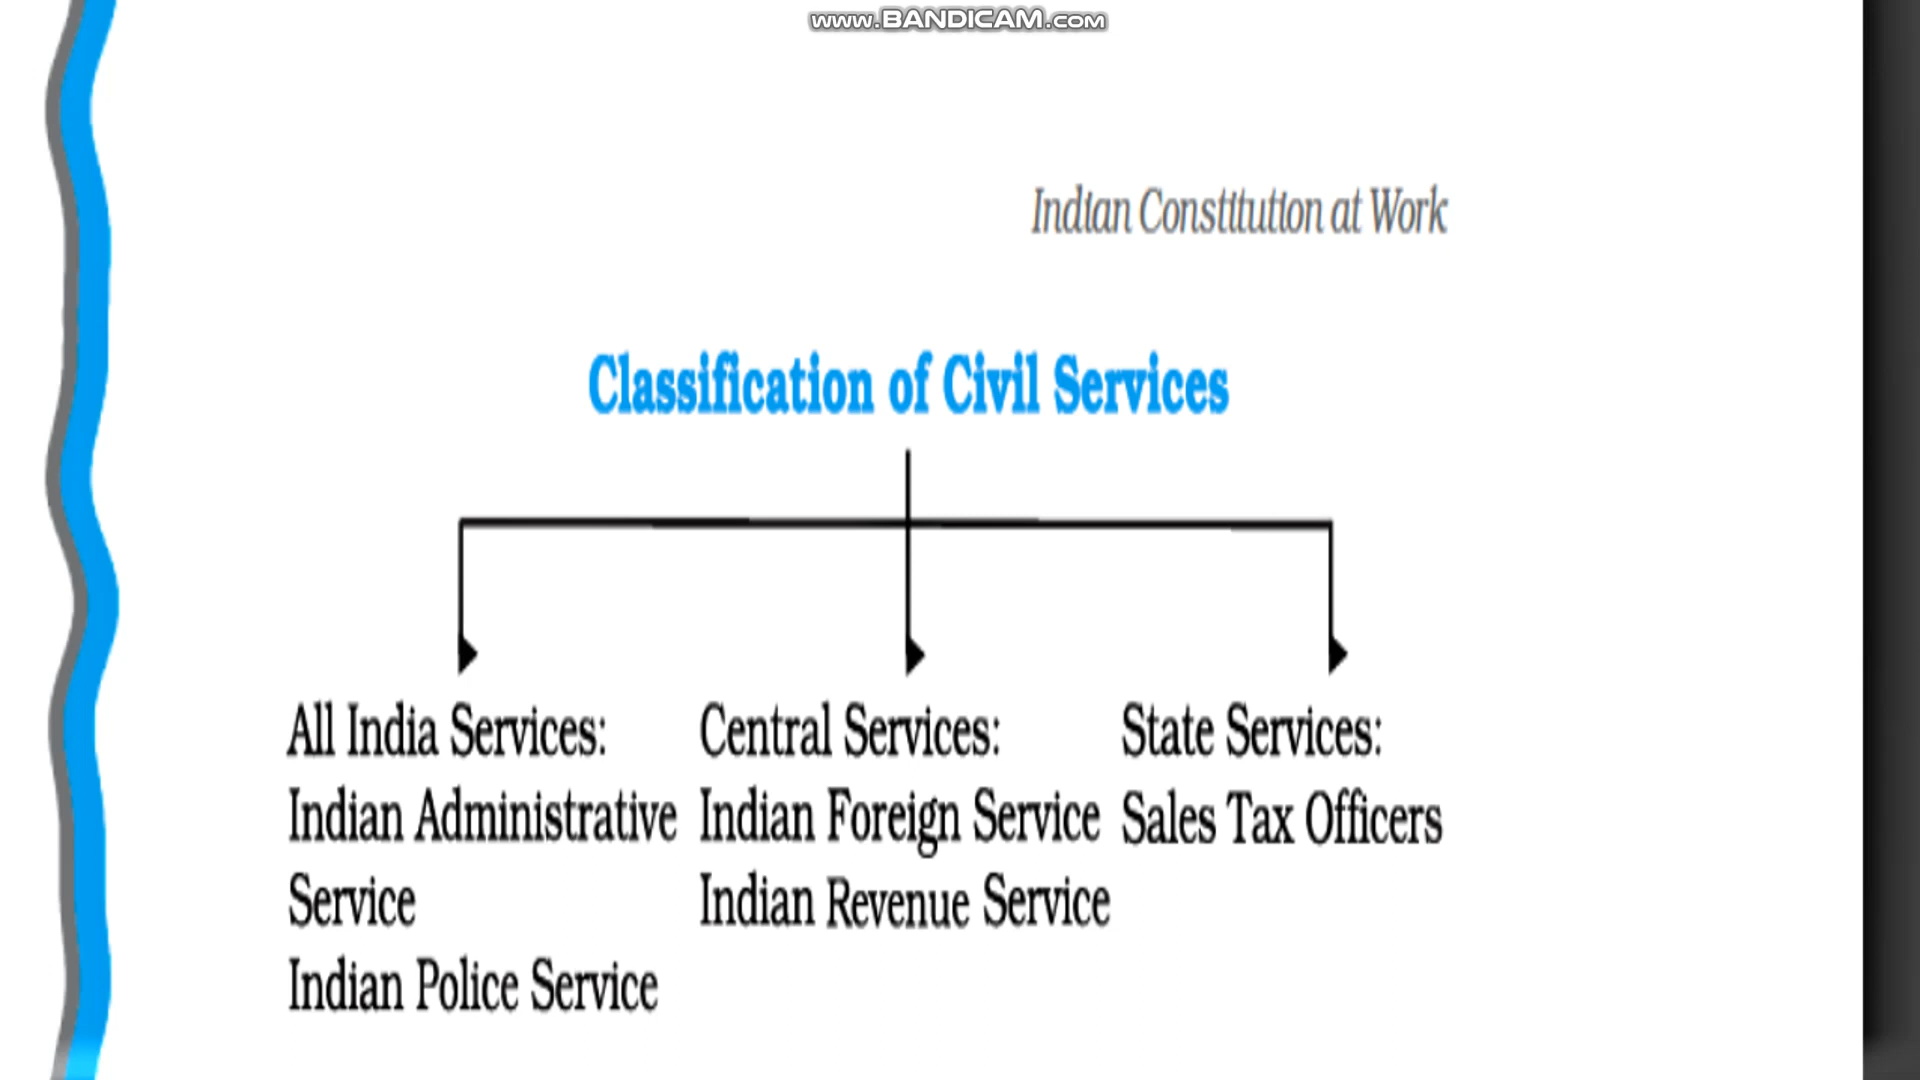 www.BANDICAM.com
Indian Constitution at Work
Classification of Civil Services
All India Services:
Indian Administrative
Service
Indian Police Service
Central Services:
Indian Foreign Service
Indian Revenue Service
State Services:
Sales Tax Officers